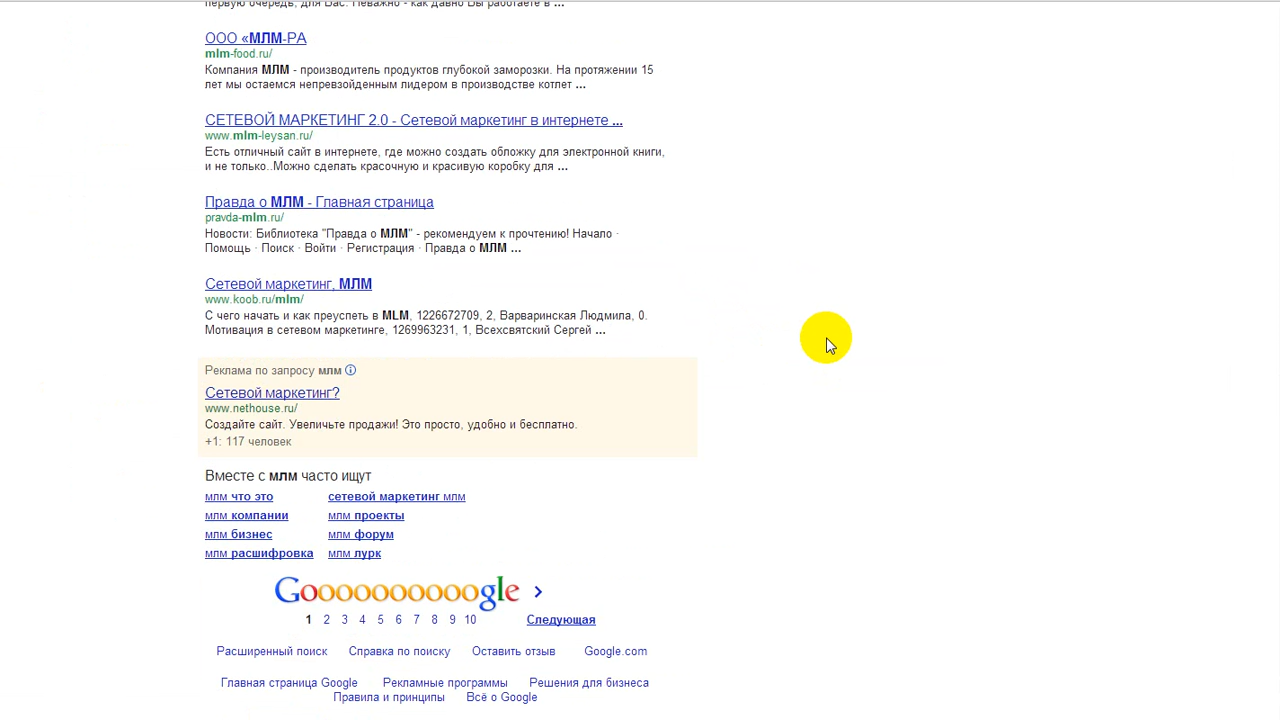 первую очередь, для Вас. Неважно - как давно Вы работаете в ...
ООО «МЛМ-РА
mlm-food.ru/
Компания МЛМ - производитель продуктов глубокой заморозки. На протяжении 15
лет мы остаемся непревзойденным лидером в производстве котлет ...
СЕТЕВОЙ МАРКЕТИНГ 2.0 - Сетевой маркетинг в интернете ...
www.mlm-leysan.ru/
Есть отличный сайт в интернете, где можно создать обложку для электронной книги,
и не только..Можно сделать красочную и красивую коробку для ...
Правда о МЛМ - Главная страница
pravda-mlm.ru/
Новости: Библиотека "Правда о МЛМ" - рекомендуем к прочтению! Начало ·
Помощь · Поиск · Войти · Регистрация · Правда о МЛМ ...
Сетевой маркетинг, МЛМ
www.koob.ru/mlm/
С чего начать и как преуспеть в MLM, 1226672709, 2, Варваринская Людмила, 0.
Мотивация в сетевом маркетинге, 1269963231, 1, Всехсвятский Сергей ...
Реклама по запросу млм
Сетевой маркетинг?
www.nethouse.ru/
Создайте сайт. Увеличьте продажи! Это просто, удобно и бесплатно.
+1: 117 человек
Вместе с млм часто ищут
млм что это сетевой маркетинг млм
млм компании млм проекты
млм бизнес млм форум
млм расшифровка млм лурк
Goooooooooogle >
1 2 3 4 5 6 7 8 9 10 Следующая
Расширенный поиск Справка по поиску Оставить отзыв Google.com
Главная страница Google Рекламные программы Решения для бизнеса
Правила и принципы Всё о Google